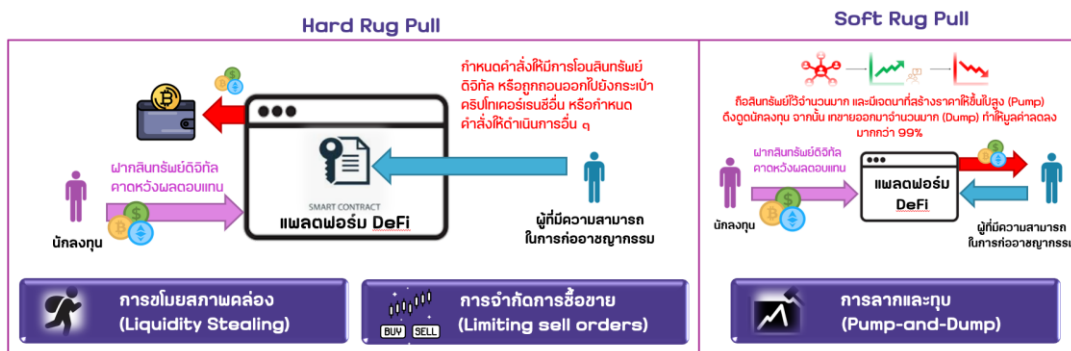 Hard Rug Pull
กำหนดคำสั่งให้มีการโอนสินทรัพย์
ดิจิทัล หรือถูกถอนออกไปยังกระเป๋า
คริปโทเคอร์เรนซีอื่น หรือกำหนด
คำสั่งให้ดำเนินการอื่น ๆ
ฝากสินทรัพย์ดิจิทัล
คาดหวังผลตอบแทน
นักลงทุน
SMART CONTRACT
แพลตฟอร์ม DeFi
ผู้ที่มีความสามารถ
ในการก่ออาชญากรรม
การขโมยสภาพคล่อง
(Liquidity Stealing)
BUY SELL
การจำกัดการซื้อขาย
(Limiting sell orders)
Soft Rug Pull
ถือสินทรัพย์ไว้จำนวนมาก และมีเจตนาที่สร้างราคาให้ขึ้นไปสูง (Pump)
ดึงดูดนักลงทุน จากนั้น เทขายออกมาจำนวนมาก (Dump) ทำให้มูลค่าลดลง
มากกว่า 99%
ฝากสินทรัพย์ดิจิทัล
คาดหวังผลตอบแทน
นักลงทุน
แพลตฟอร์ม
DeFi
ผู้ที่มีความสามารถ
ในการก่ออาชญากรรม
การลากและทุบ
(Pump-and-Dump)